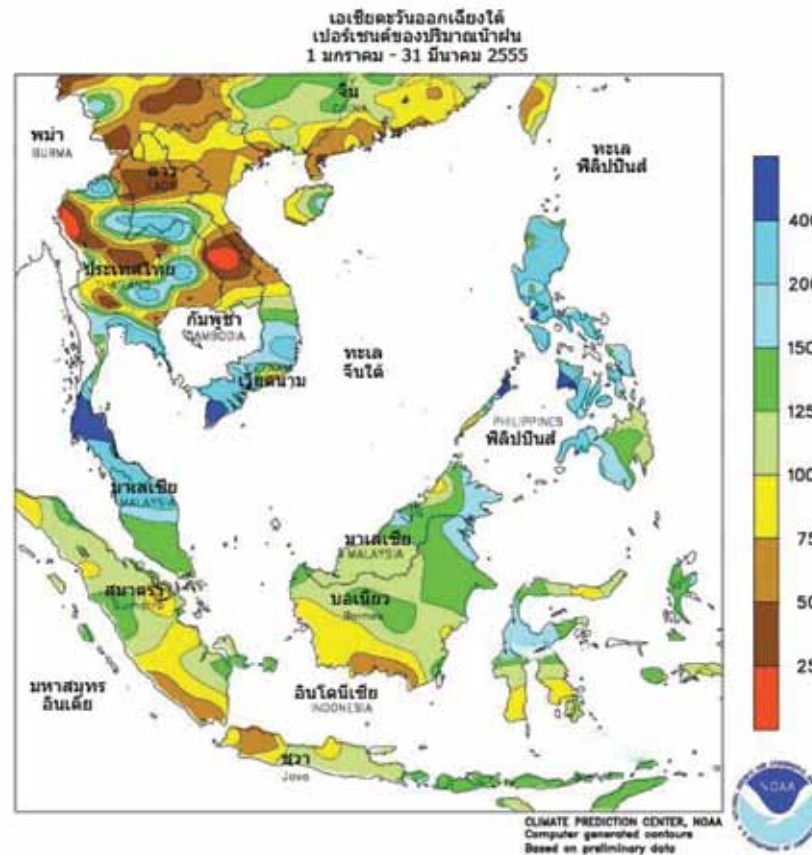 เอเชียตะวันออกเฉียงใต้
เปอร์เซนต์ของปริมาณน้ำฝน
1 มกราคม - 31 มีนาคม 2555
จีน
CHINA
พม่า
BURMA
ทะเล
ฟิลิปปินส์
ลาว
LAOS
ประเทศไทย
THAILAND
กัมพูชา
CAMBODIA
ทะเล
จีนใต้
เวียดนาม
PHILIPPINES
ฟิลิปปินส์
มาเลเซีย
MALAYSIA
มาเลเซีย
MALAYSIA
สุมาตรา
Sumatra
บอเนียว
Borneo
มหาสมุทร
อินเดีย
อินโดนีเซีย
INDONESIA
ชวา
Java
400
200
150
125
100
75
50
25
NOAA
CLIMATE PREDICTION CENTER, NOAA
Computer generated contours
Based on preliminary data